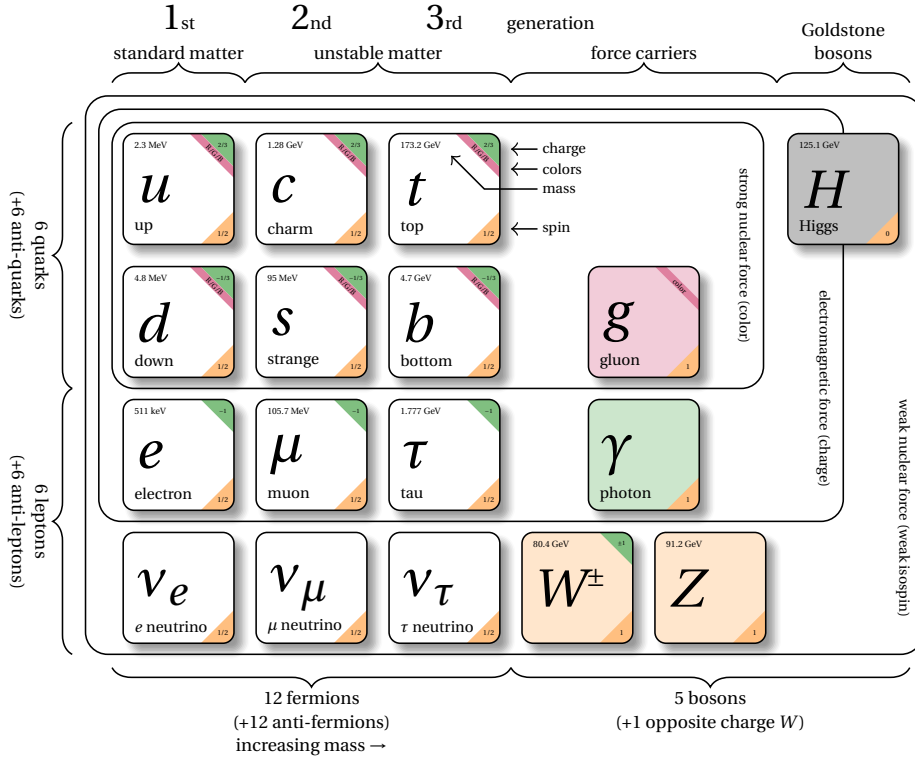 1st 2nd 3rd generation
Goldstone
bosons
standard matter unstable matter force carriers
6 quarks
(+6 anti-quarks)
6 leptons
(+6 anti-leptons)
2.3 MeV 2/3 R/G/B
u
up 1/2
1.28 GeV 2/3 R/G/B
c
charm 1/2
173.2 GeV 2/3 R/G/B
t
top 1/2
charge
colors
mass
spin
125.1 GeV
H
Higgs 0
4.8 MeV −1/3 R/G/B
d
down 1/2
95 MeV −1/3 R/G/B
s
strange 1/2
4.7 GeV −1/3 R/G/B
b
bottom 1/2
color
g
gluon 1
strong nuclear force (color)
511 keV −1
e
electron 1/2
105.7 MeV −1
μ
muon 1/2
1.777 GeV −1
τ
tau 1/2
γ
photon 1
electromagnetic force (charge)
νe
e neutrino 1/2
νμ
μ neutrino 1/2
ντ
τ neutrino 1/2
80.4 GeV ±1
W±
1
91.2 GeV
Z
1
weak nuclear force (weak isospin)
12 fermions
(+12 anti-fermions)
increasing mass →
5 bosons
(+1 opposite charge W)